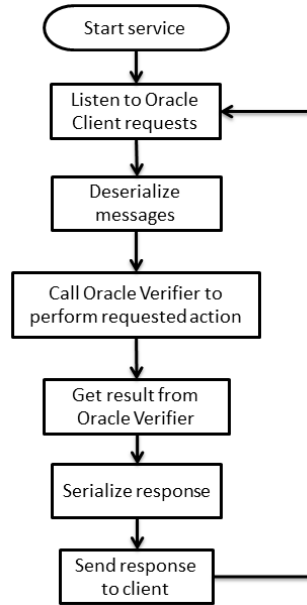 Start service
Listen to Oracle
Client requests
Deserialize
messages
Call Oracle Verifier to
perform requested action
Get result from
Oracle Verifier
Serialize response
Send response
to client